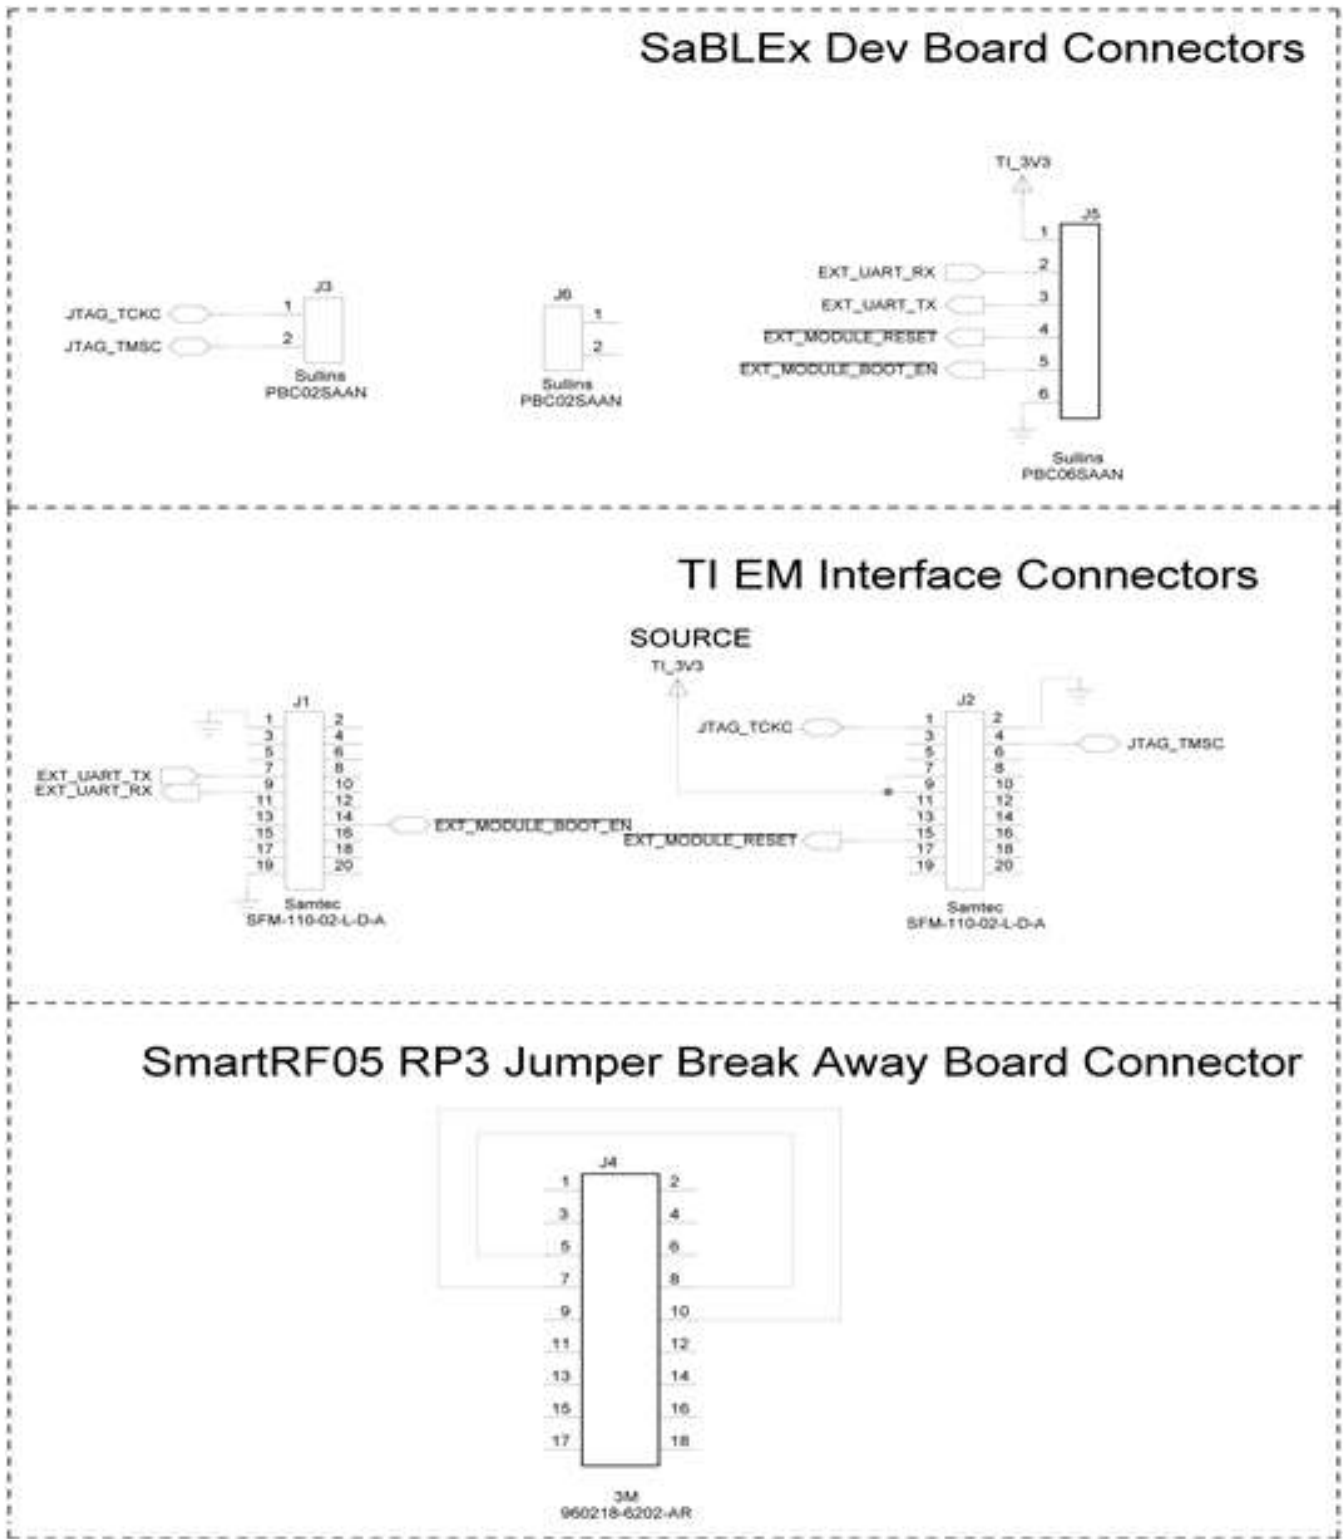 SaBLEx Dev Board Connectors
TI_3V3
J5
1
EXT_UART_RX 2
EXT_UART_TX 3
EXT_MODULE_RESET 4
EXT_MODULE_BOOT_EN 5
6
Sullins
PBC06SAAN
J3
JTAG_TCKC 1
JTAG_TMSC 2
Sullins
PBC02SAAN
J6
1
2
Sullins
PBC02SAAN
TI EM Interface Connectors
SOURCE
TI_3V3
J1
1 2
3 4
5 6
EXT_UART_TX 7 8
EXT_UART_RX 9 10
11 12
13 14 EXT_MODULE_BOOT_EN
15 16
17 18
19 20
Samtec
SFM-110-02-L-D-A
J2
JTAG_TCKC 1 2
3 4 JTAG_TMSC
5 6
7 8
9 10
11 12
13 14
EXT_MODULE_RESET 15 16
17 18
19 20
Samtec
SFM-110-02-L-D-A
SmartRF05 RP3 Jumper Break Away Board Connector
J4
1 2
3 4
5 6
7 8
9 10
11 12
13 14
15 16
17 18
3M
960218-6202-AR